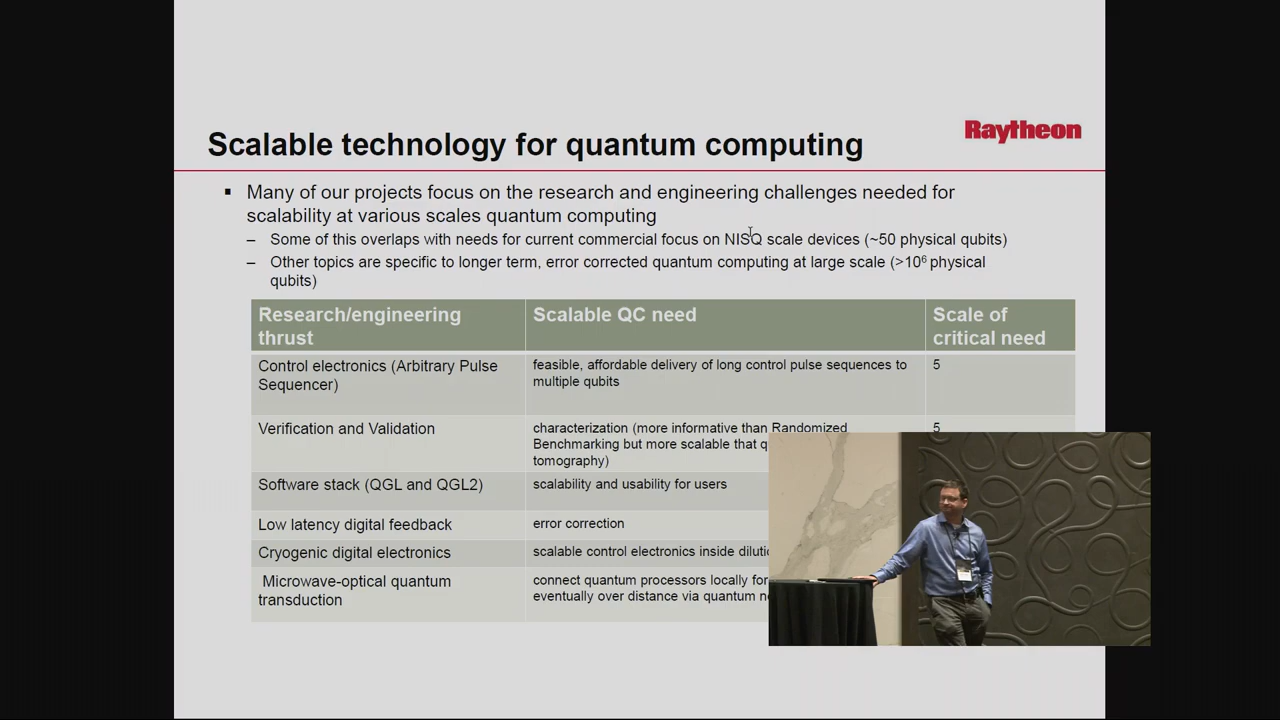 Raytheon
Scalable technology for quantum computing
▪ Many of our projects focus on the research and engineering challenges needed for
scalability at various scales quantum computing
– Some of this overlaps with needs for current commercial focus on NISQ scale devices (~50 physical qubits)
– Other topics are specific to longer term, error corrected quantum computing at large scale (>10⁶ physical
qubits)
Research/engineering
thrust
Scalable QC need
Scale of
critical need
Control electronics (Arbitrary Pulse
Sequencer)
feasible, affordable delivery of long control pulse sequences to
multiple qubits
5
Verification and Validation
characterization (more informative than Randomized
Benchmarking but more scalable that
tomography)
5
Software stack (QGL and QGL2)
scalability and usability for users
Low latency digital feedback
error correction
Cryogenic digital electronics
scalable control electronics inside
Microwave-optical quantum
transduction
connect quantum processors locally for
eventually over distance via quantum